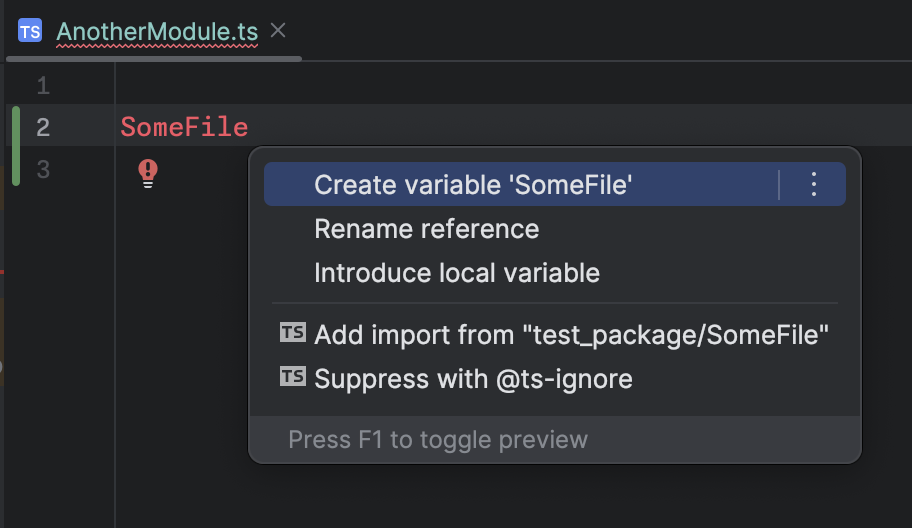 TS AnotherModule.ts
1
2 SomeFile
3
Create variable 'SomeFile'
Rename reference
Introduce local variable
TS Add import from "test_package/SomeFile"
TS Suppress with @ts-ignore
Press F1 to toggle preview